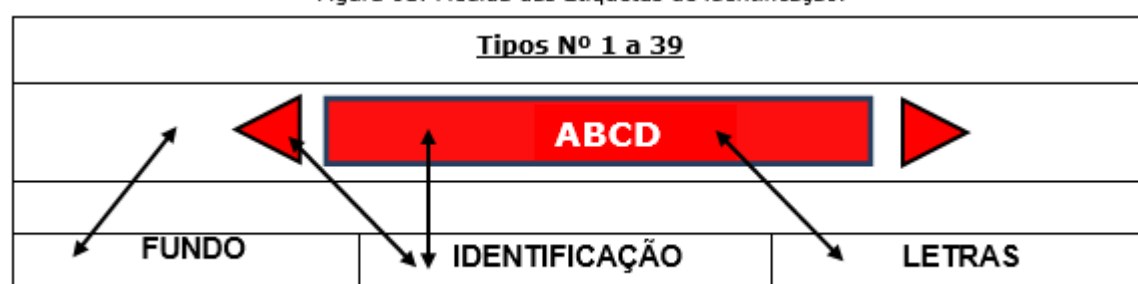 Tipos Nº 1 a 39
ABCD
FUNDO IDENTIFICAÇÃO LETRAS